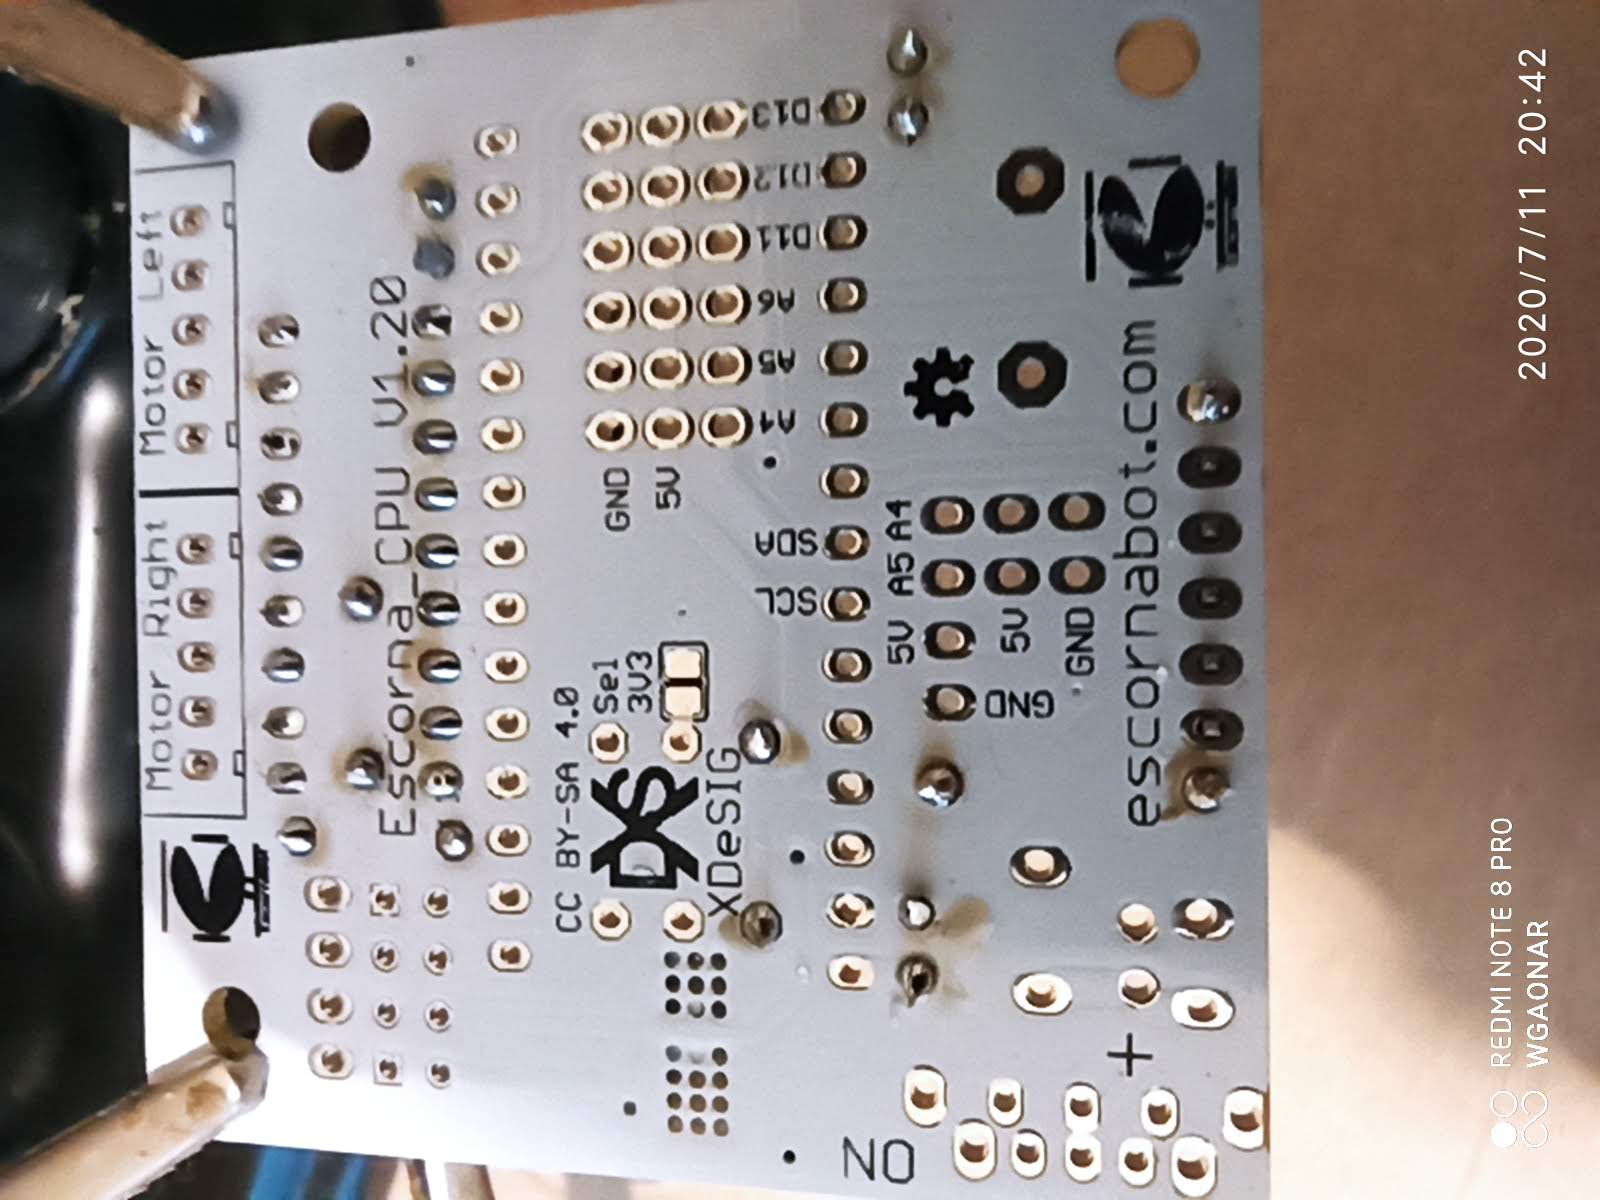 Motor Right
Motor Left
Escorna_CPU V1.20
CC BY-SA 4.0
DXS
Sel
3V3
XDeSIG
GND
5V
A4
A5
A6
D11
D12
D13
SCL
SDA
ON
5V A5 A4
GND
5V
GND
+
escornabot.com
REDMI NOTE 8 PRO
WGAONAR
2020/7/11 20:42